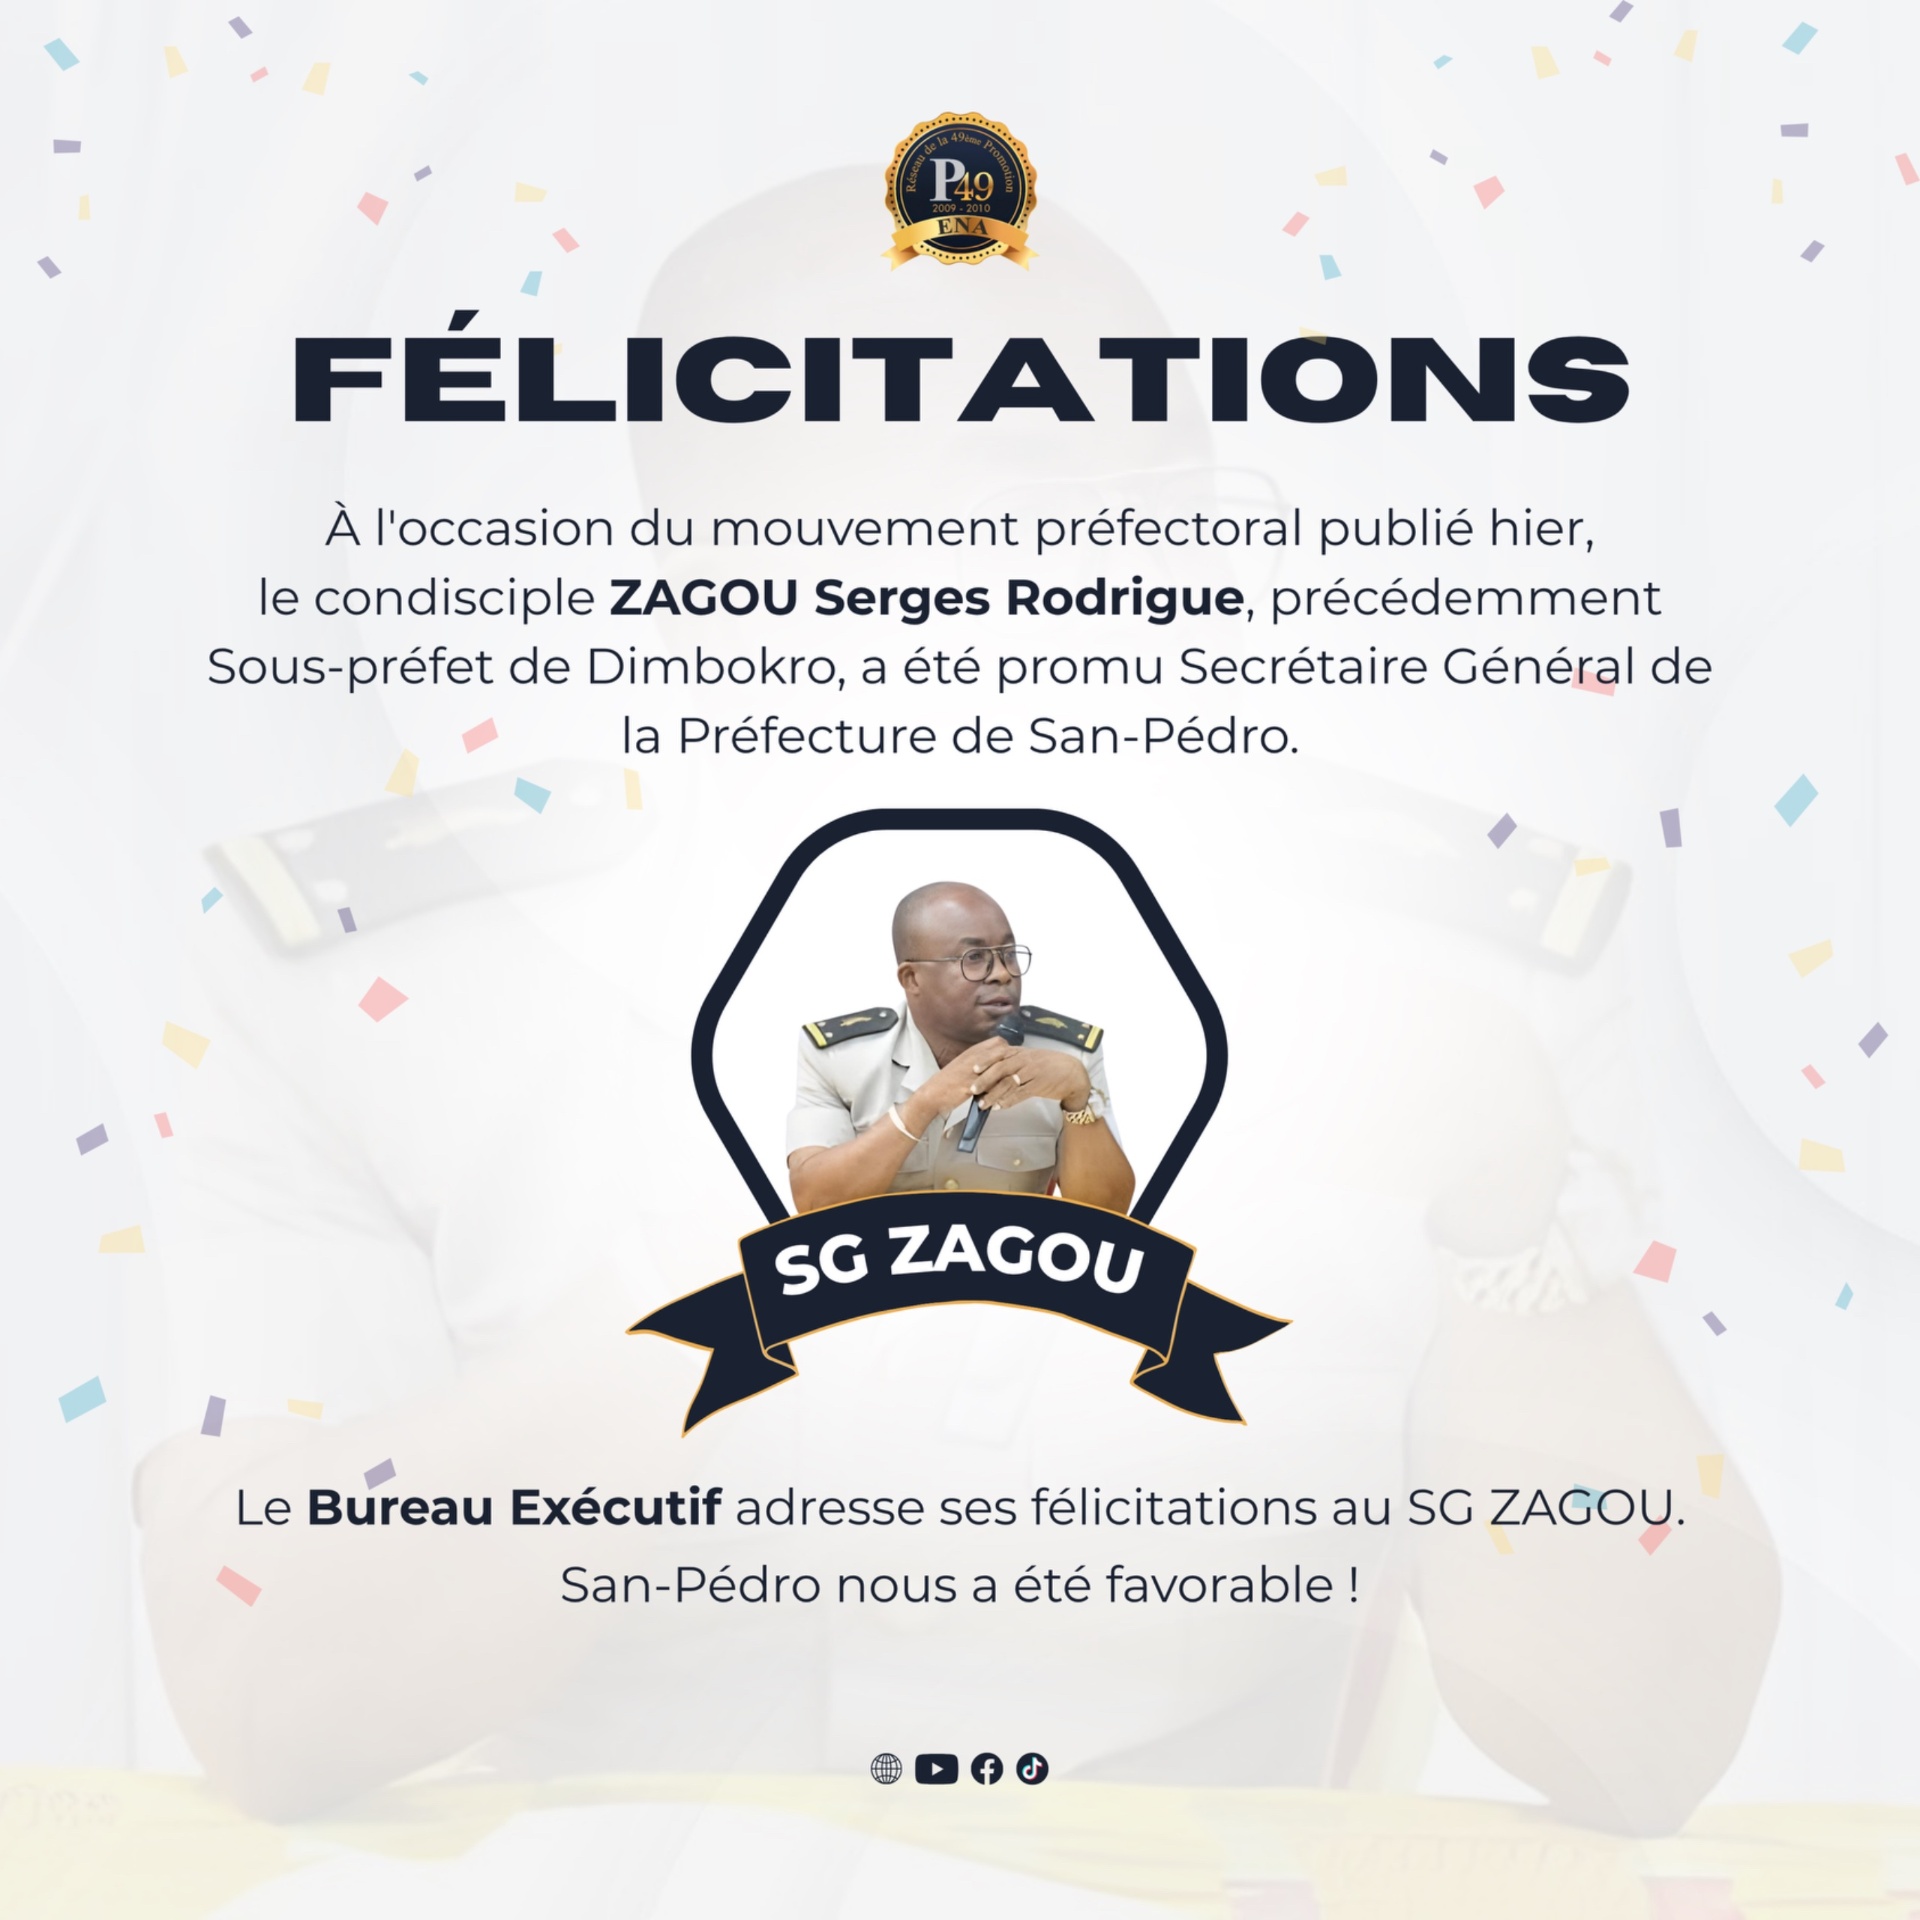 Réseau de la 49ème Promotion
P49
2009 - 2010
ENA
FÉLICITATIONS
À l'occasion du mouvement préfectoral publié hier,
le condisciple ZAGOU Serges Rodrigue, précédemment
Sous-préfet de Dimbokro, a été promu Secrétaire Général de
la Préfecture de San-Pédro.
SG ZAGOU
Le Bureau Exécutif adresse ses félicitations au SG ZAGOU.
San-Pédro nous a été favorable !